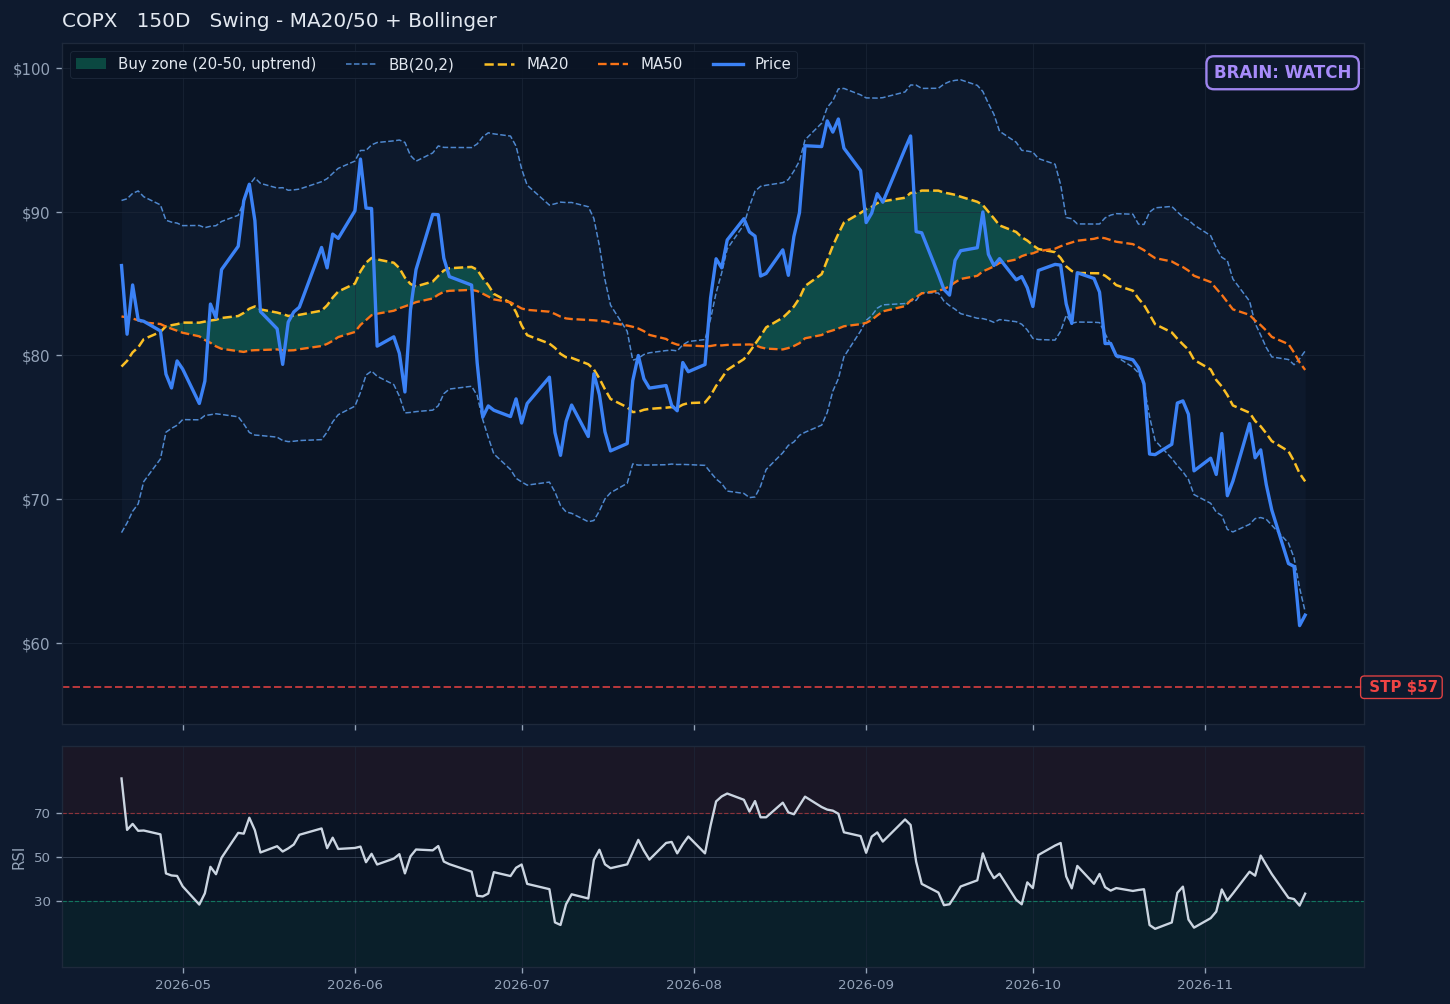 COPX 150D Swing - MA20/50 + Bollinger
Buy zone (20-50, uptrend) BB(20,2) MA20 MA50 Price
BRAIN: WATCH
$100
$90
$80
$70
$60
STP $57
RSI
70
50
30
2026-05 2026-06 2026-07 2026-08 2026-09 2026-10 2026-11